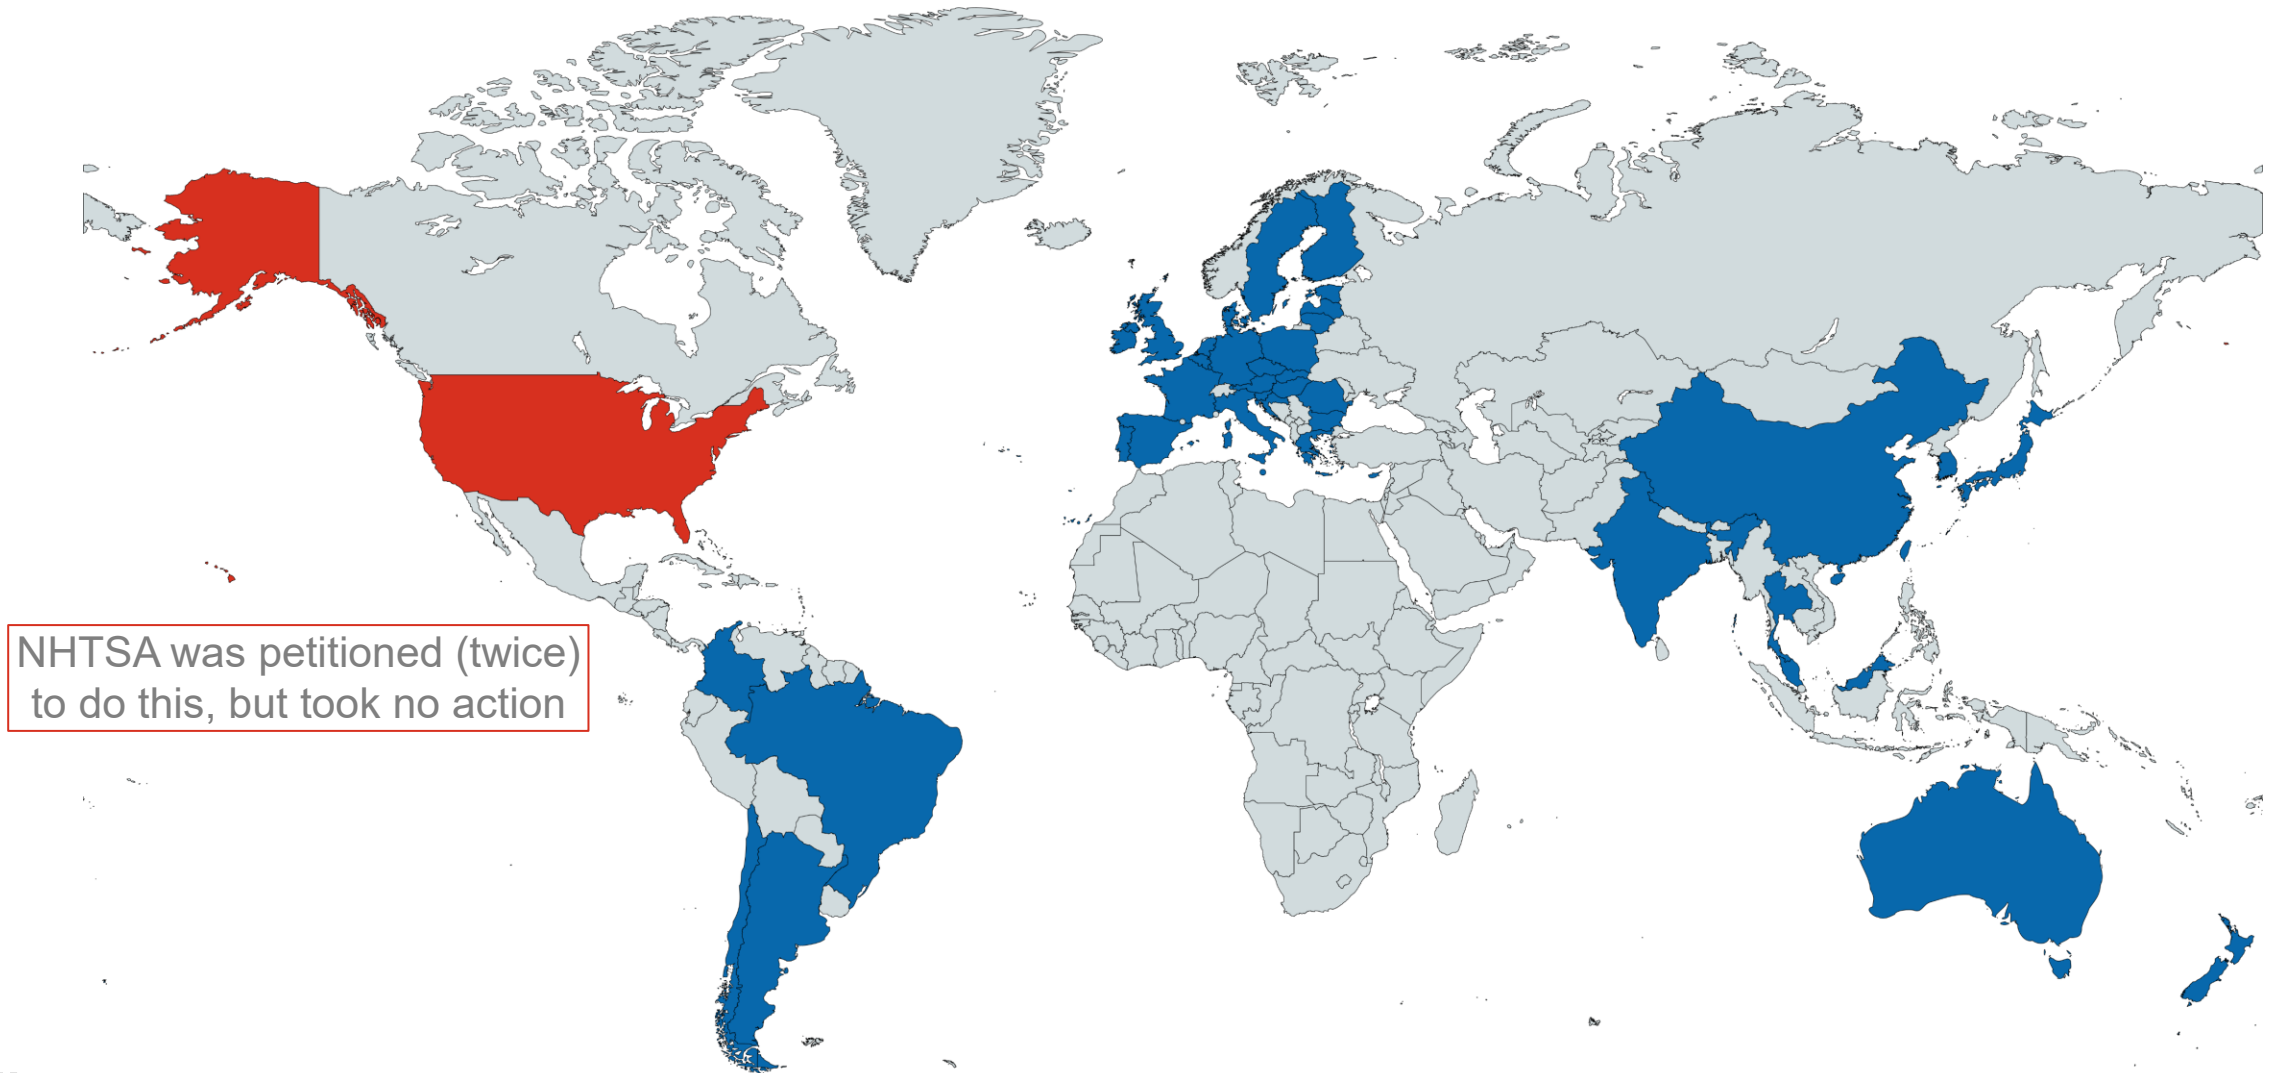 NHTSA was petitioned (twice)
to do this, but took no action